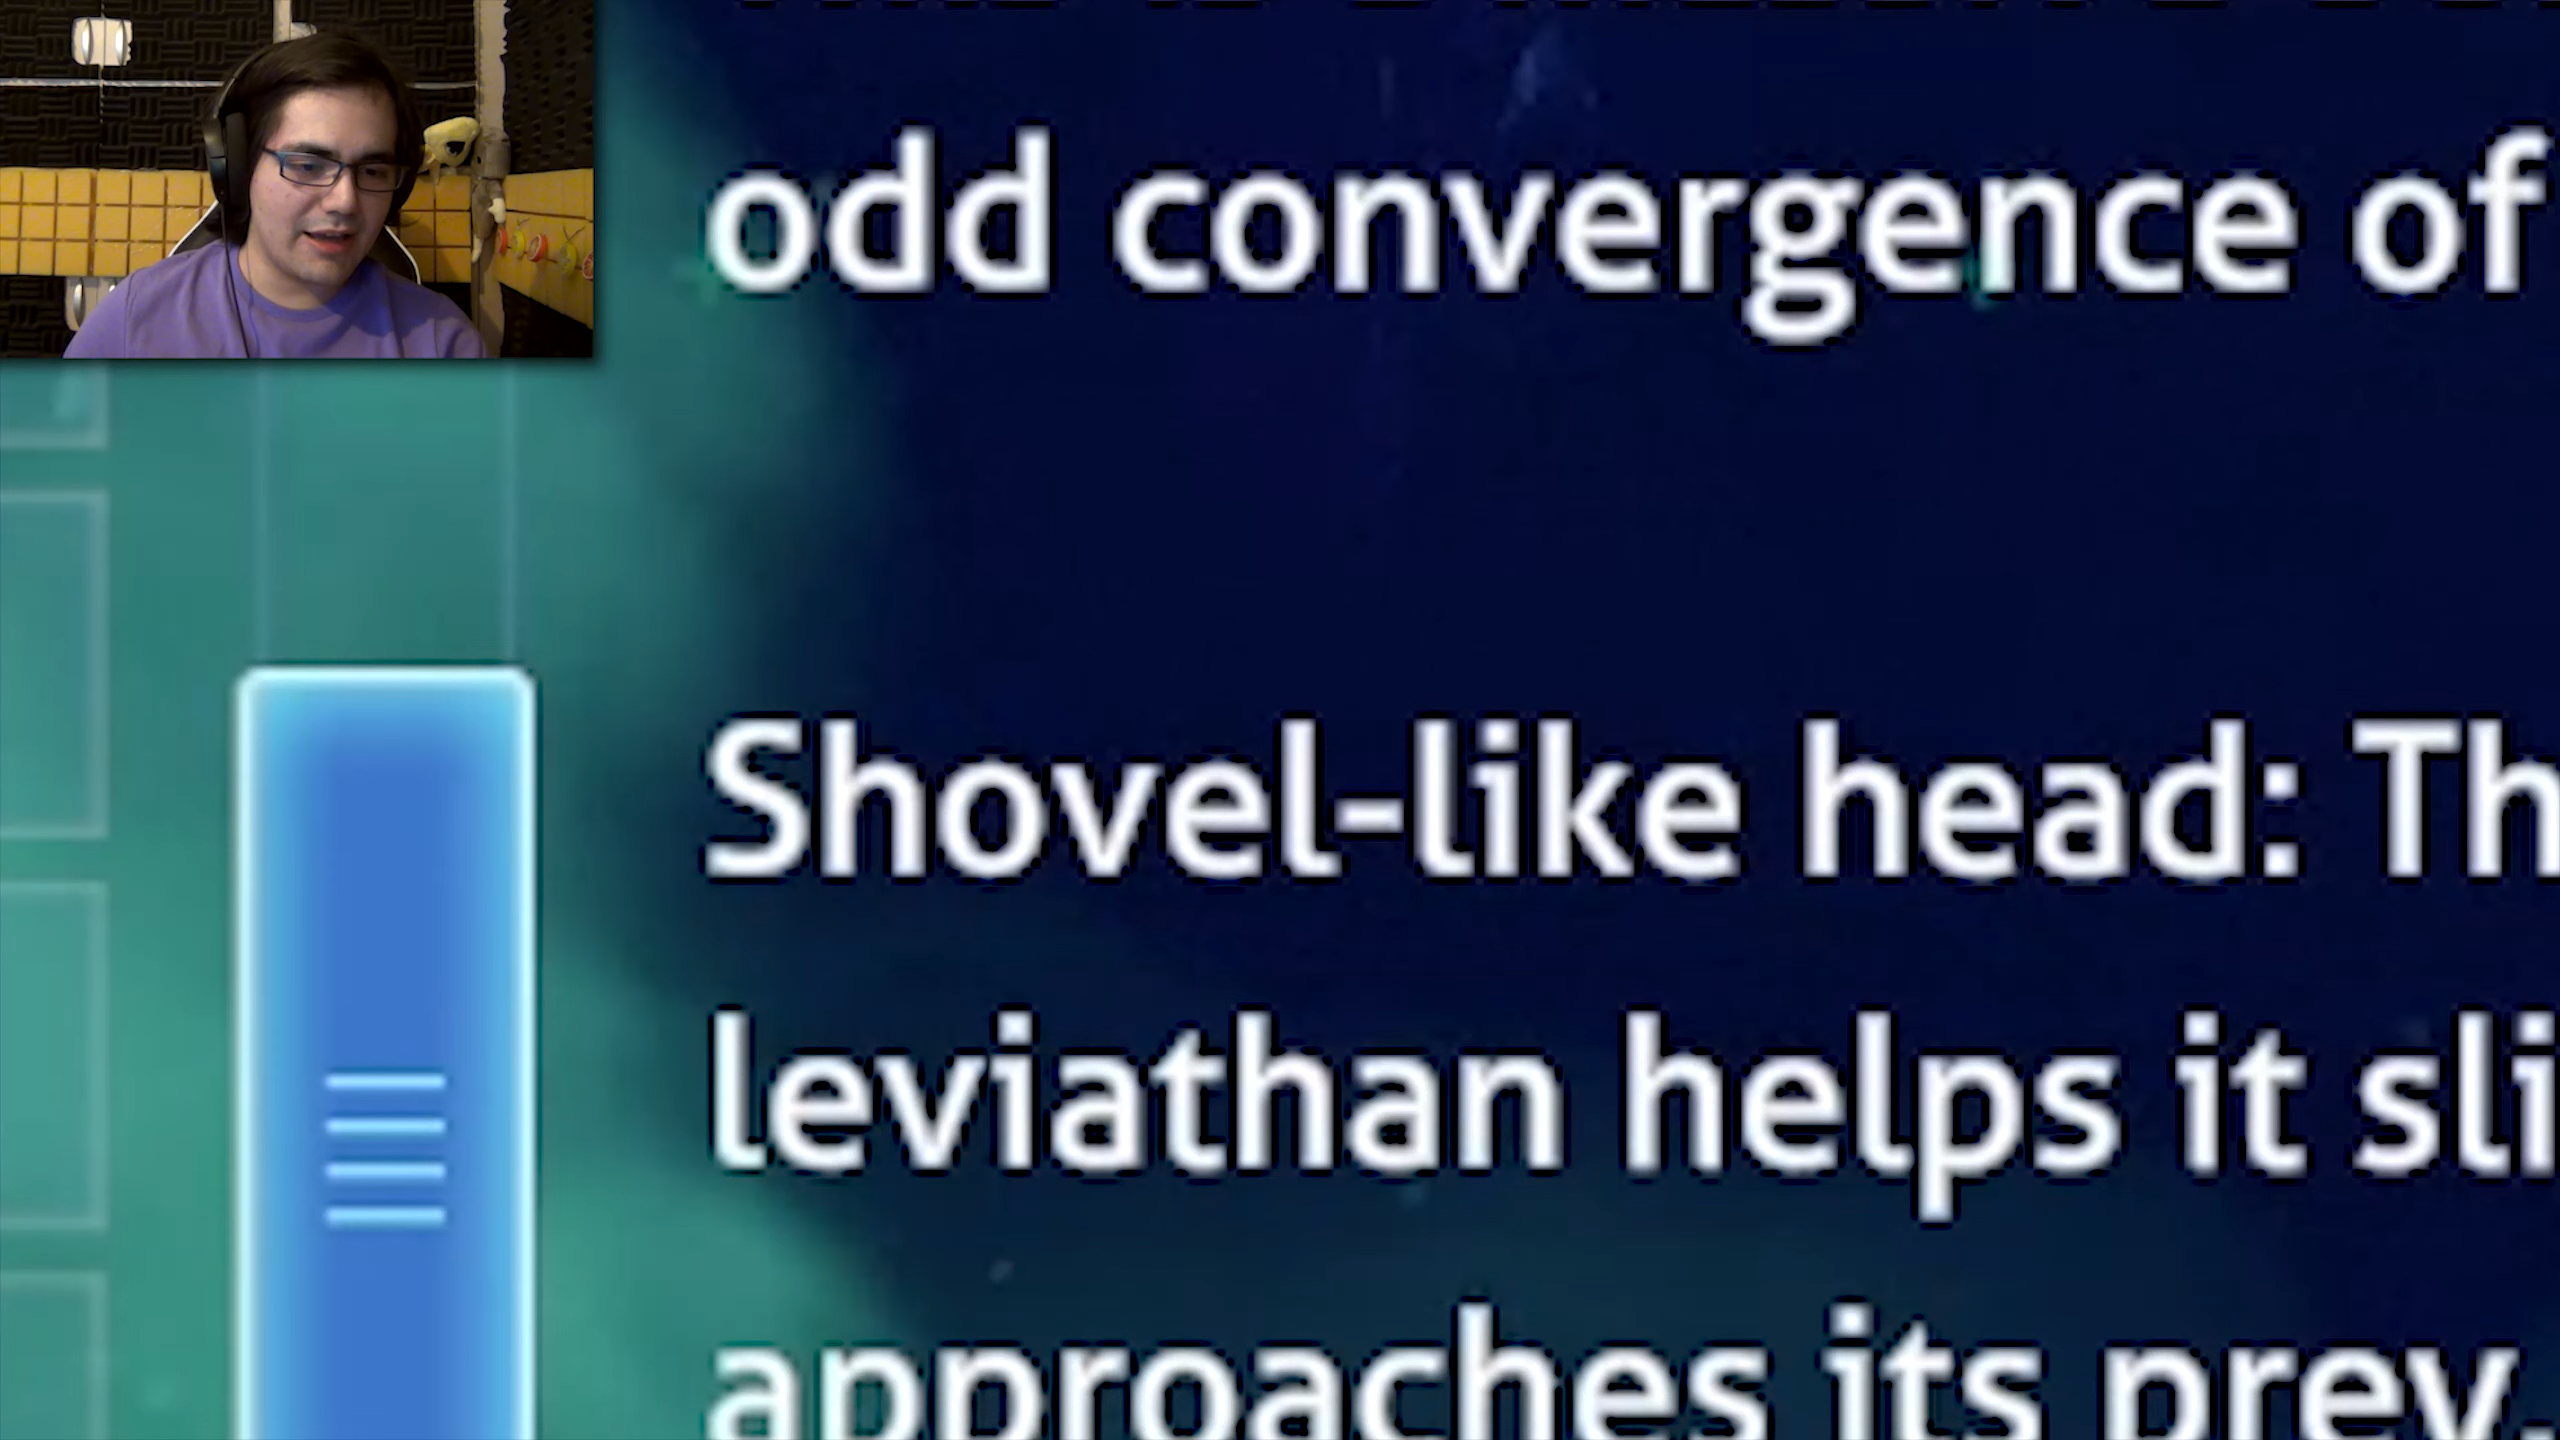 odd convergence of
Shovel-like head: Th
leviathan helps it sli
approaches its prey.